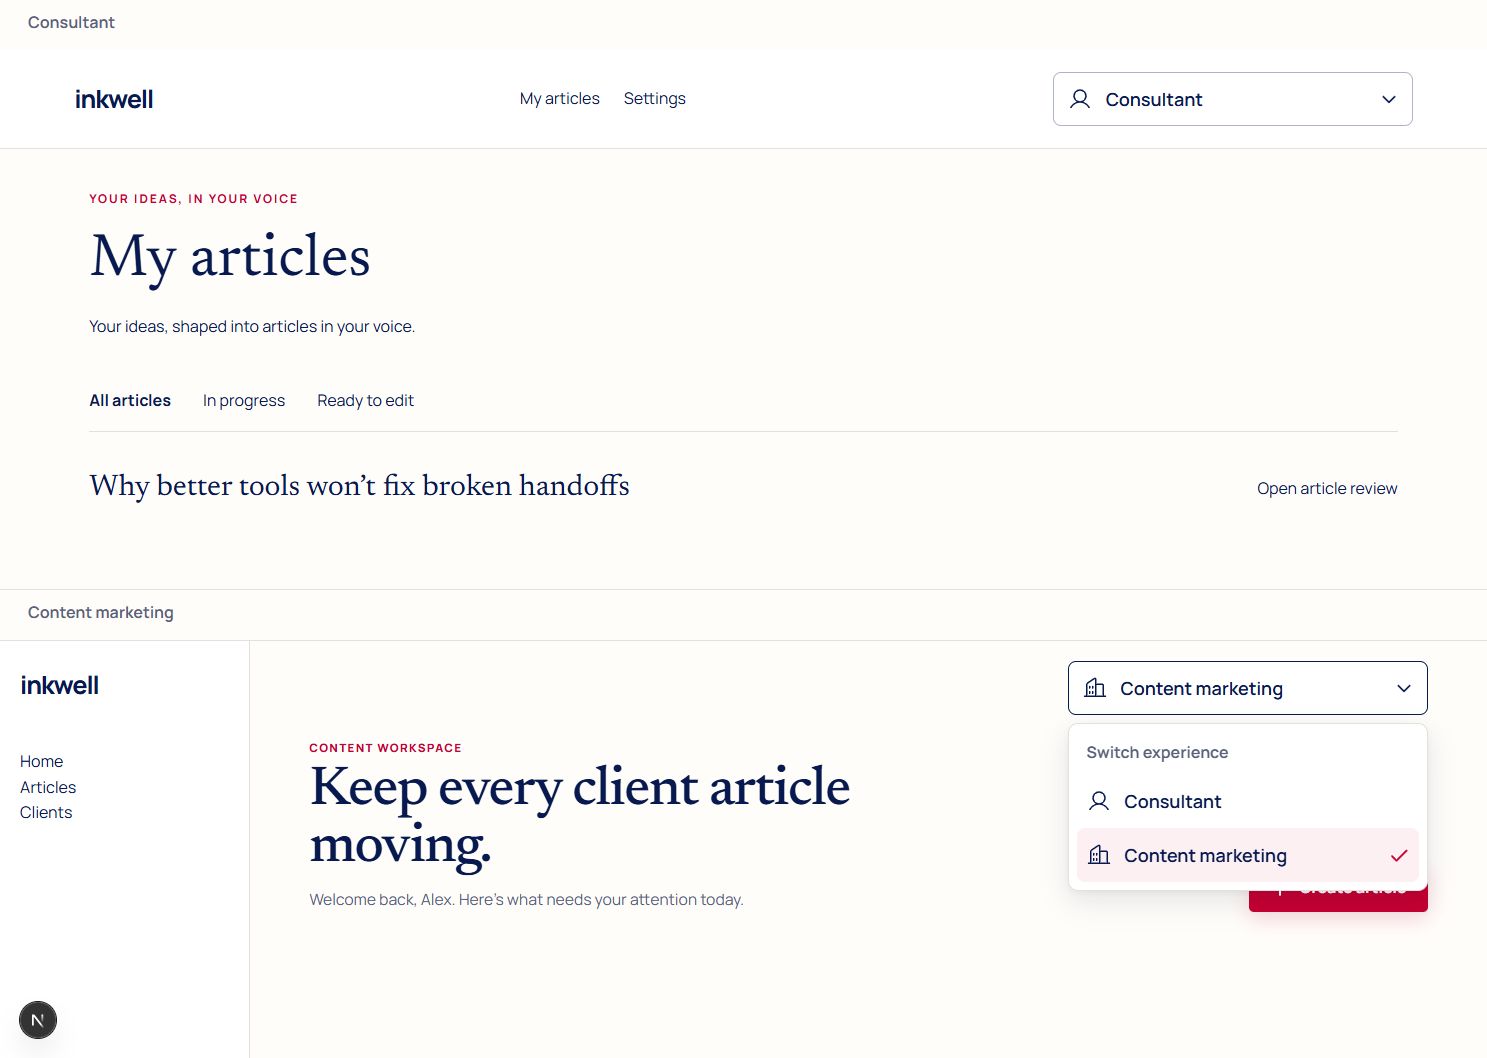 Consultant
inkwell
My articles
Settings
Consultant
YOUR IDEAS, IN YOUR VOICE
My articles
Your ideas, shaped into articles in your voice.
All articles
In progress
Ready to edit
Why better tools won’t fix broken handoffs
Open article review
Content marketing
inkwell
Content marketing
Home
Articles
Clients
CONTENT WORKSPACE
Keep every client article
moving.
Welcome back, Alex. Here’s what needs your attention today.
Switch experience
Consultant
Content marketing
N